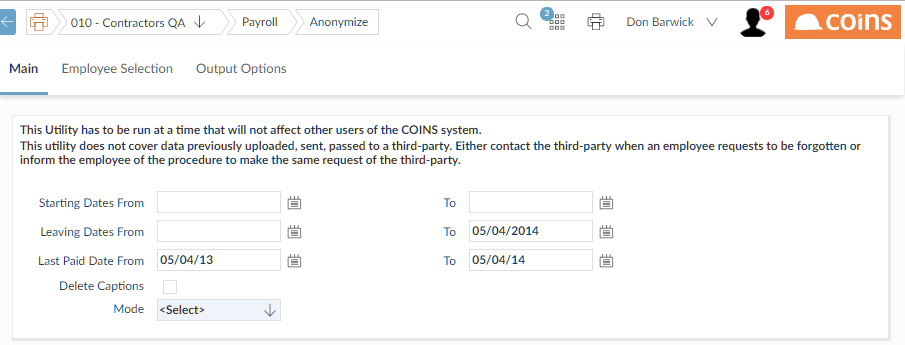 010 - Contractors QA Payroll Anonymize 2 Don Barwick 6 COINS
Main Employee Selection Output Options
This Utility has to be run at a time that will not affect other users of the COINS system.
This utility does not cover data previously uploaded, sent, passed to a third-party. Either contact the third-party when an employee requests to be forgotten or
inform the employee of the procedure to make the same request of the third-party.
Starting Dates From To
Leaving Dates From To 05/04/2014
Last Paid Date From 05/04/13 To 05/04/14
Delete Captions
Mode <Select>